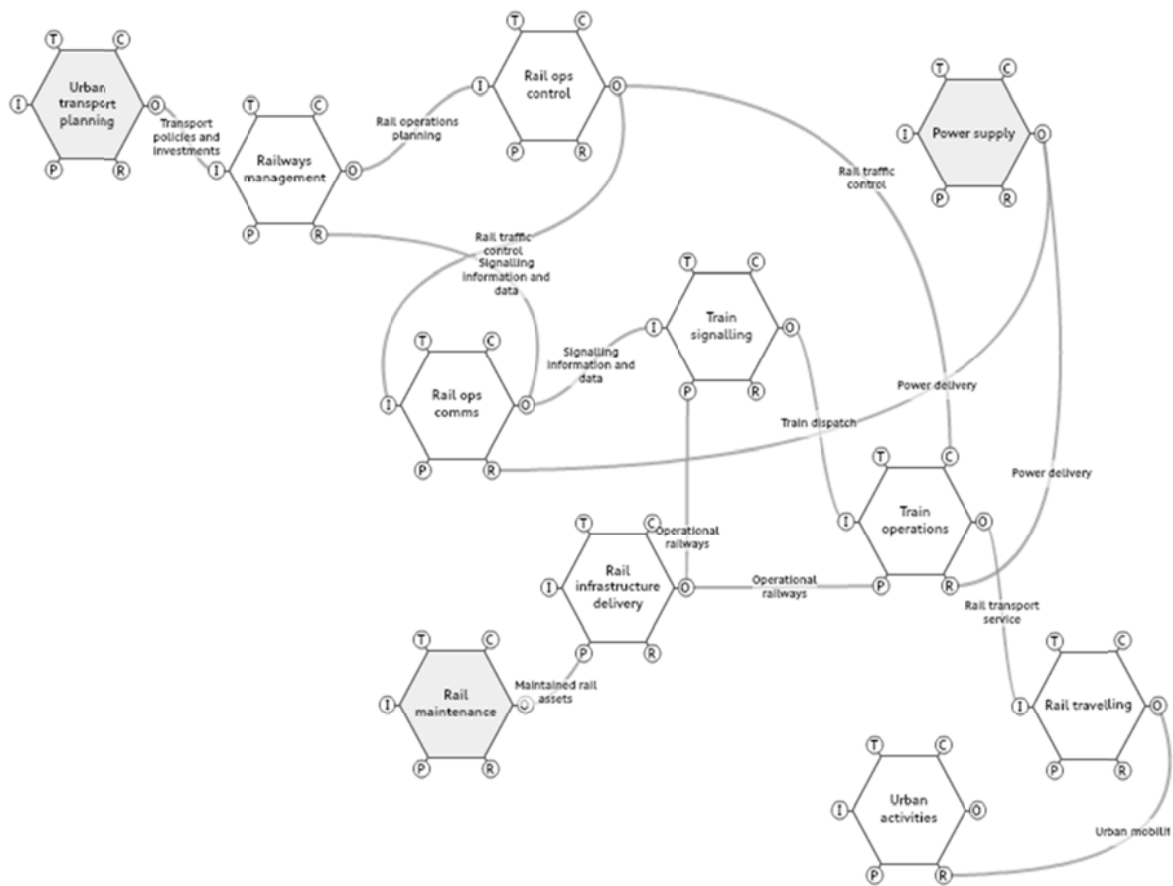 T C
I Urban transport planning O
P R
Transport
policies and
investments
T C
I Railways management O
P R
Rail operations
planning
T C
I Rail ops control O
P R
Rail traffic
control
T C
I Power supply O
P R
Rail traffic
control
Signalling
information and
data
T C
I Train signalling O
P R
Signalling
information and
data
T C
I Rail ops comms O
P R
Power delivery
Train dispatch
Power delivery
T C
I Train operations O
P R
Operational
railways
T C
I Rail infrastructure delivery O
P R
Operational
railways
Rail transport
service
T C
I Rail maintenance O
P R
Maintained rail
assets
T C
I Rail travelling O
P R
T C
I Urban activities O
P R
Urban mobilit